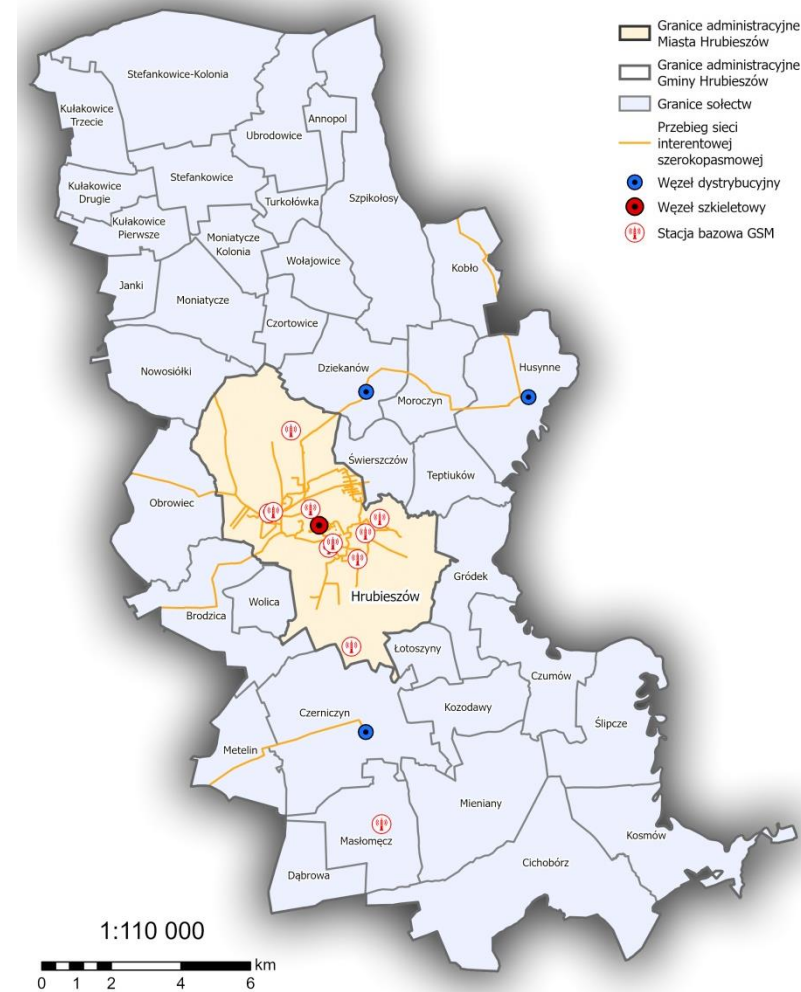 Granice administracyjne
Miasta Hrubieszów
Granice administracyjne
Gminy Hrubieszów
Granice sołectw
Przebieg sieci
interentowej
szerokopasmowej
Węzeł dystrybucyjny
Węzeł szkieletowy
Stacja bazowa GSM
Stefankowice-Kolonia
Kułakowice
Trzecie
Ubrodowice
Annopol
Stefankowice
Kułakowice
Drugie
Turkołówka
Szpikołosy
Kułakowice
Pierwsze
Moniatycze
Kolonia
Wołajowice
Kobło
Janki
Moniatycze
Czortowice
Nowosiółki
Dziekanów
Husynne
Moroczyn
Świerszczów
Teptiuków
Obrowiec
Gródek
Hrubieszów
Wolica
Brodzica
Łotoszyny
Czumów
Czerniczyn
Kozodawy
Ślipcze
Metelin
Mieniany
Masłomęcz
Kosmów
Cichobórz
Dąbrowa
1:110 000
km
0 1 2 4 6